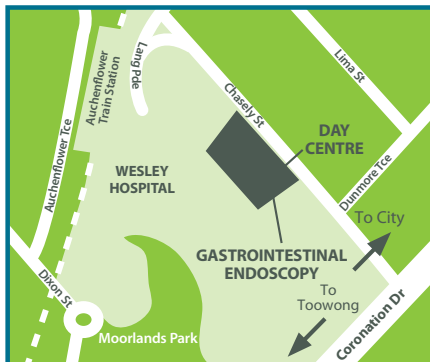 Auchenflower
Train Station
Lang Pde
Lima St
Chasely St
Auchenflower Tce
DAY
CENTRE
WESLEY
HOSPITAL
Dunmore Tce
To City
GASTROINTESTINAL
ENDOSCOPY
Dixon St
To
Toowong
Moorlands Park
Coronation Dr